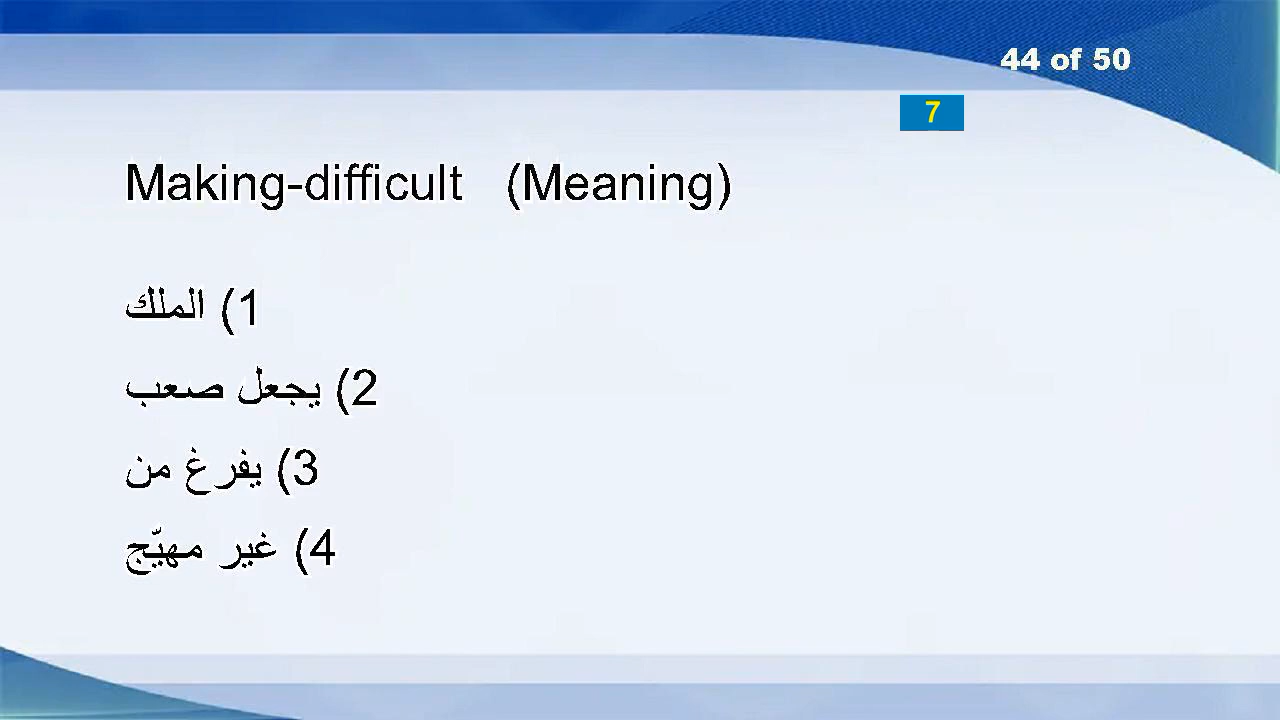 44 of 50
7
Making-difficult (Meaning)
1) الملك
2) يجعل صعب
3) يفرغ من
4) غير مهيّج